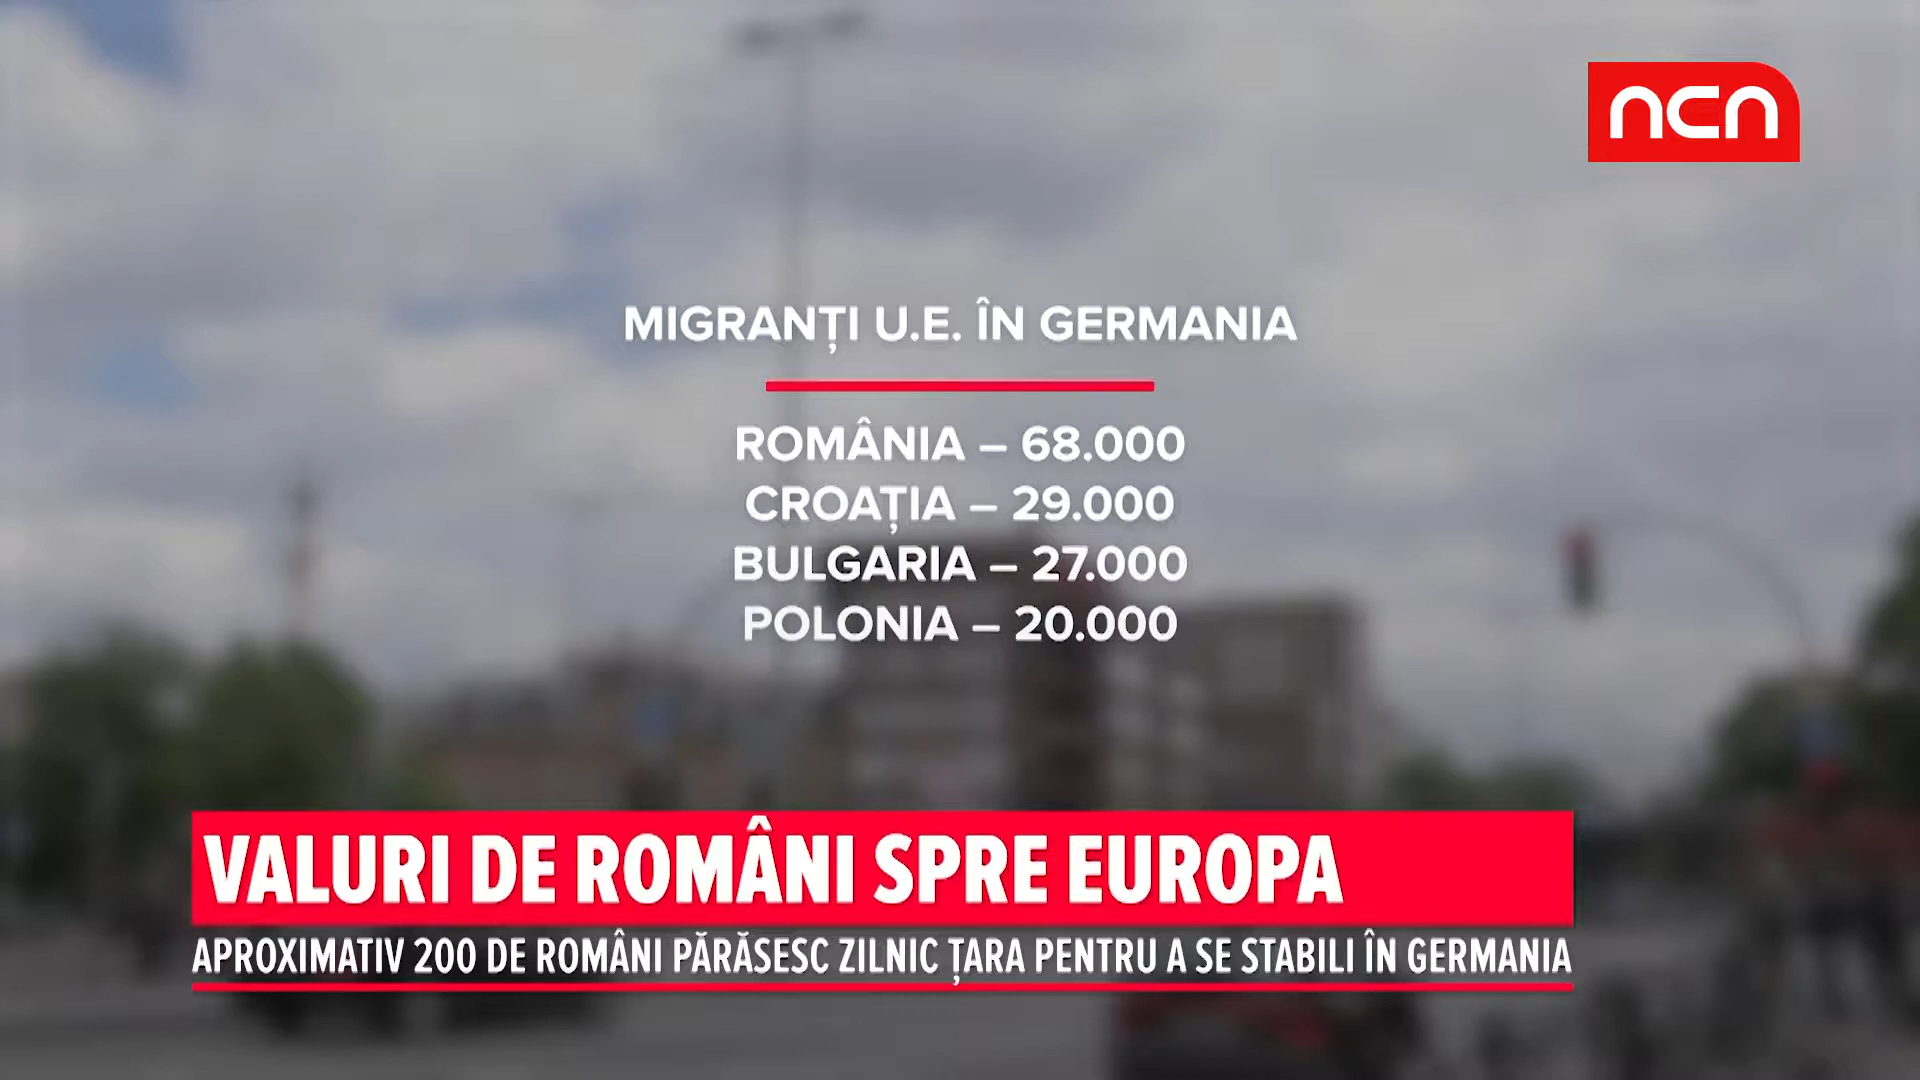 ncn
MIGRANȚI U.E. ÎN GERMANIA
ROMÂNIA – 68.000
CROAȚIA – 29.000
BULGARIA – 27.000
POLONIA – 20.000
VALURI DE ROMÂNI SPRE EUROPA
APROXIMATIV 200 DE ROMÂNI PĂRĂSESC ZILNIC ȚARA PENTRU A SE STABILI ÎN GERMANIA